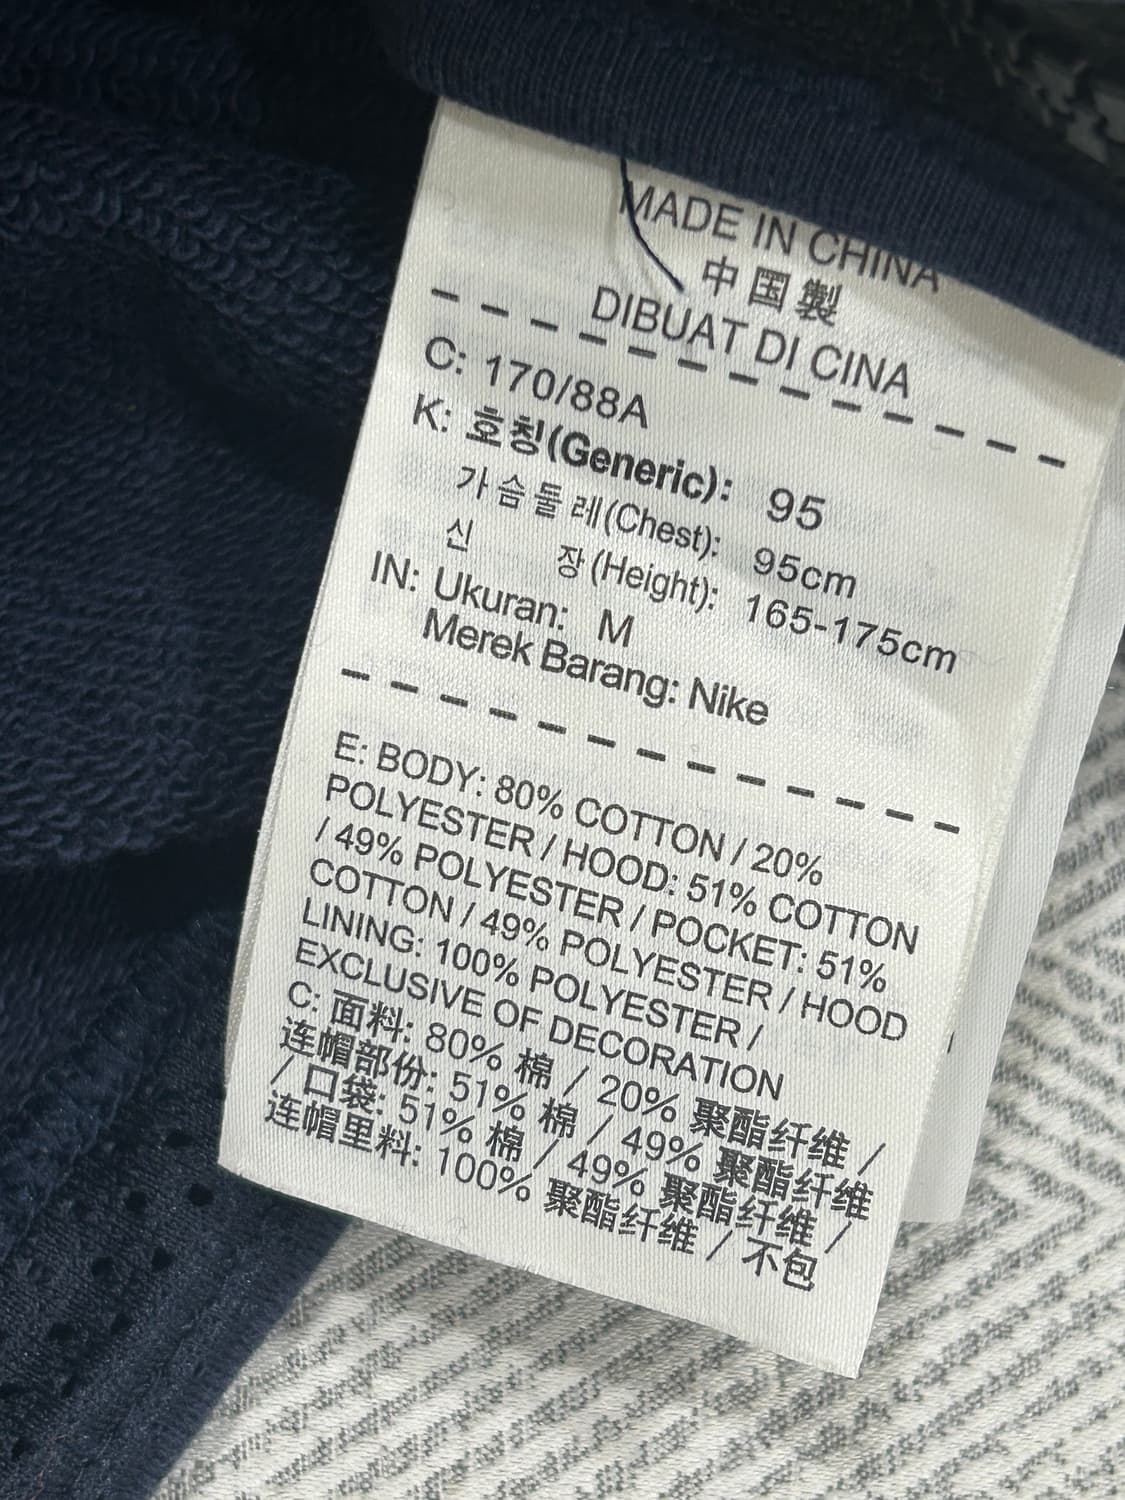 MADE IN CHINA
中国製
DIBUAT DI CINA
C: 170/88A
K: 호칭(Generic): 95
가슴둘레(Chest): 95cm
신 장(Height): 165-175cm
IN: Ukuran: M
Merek Barang: Nike
E: BODY: 80% COTTON / 20%
POLYESTER / HOOD: 51% COTTON
/ 49% POLYESTER / POCKET: 51%
COTTON / 49% POLYESTER / HOOD
LINING: 100% POLYESTER /
EXCLUSIVE OF DECORATION
C: 面料: 80% 棉 / 20% 聚酯纤维 /
连帽部份: 51% 棉 / 49% 聚酯纤维
/ 口袋: 51% 棉 / 49% 聚酯纤维 /
连帽里料: 100% 聚酯纤维 / 不包